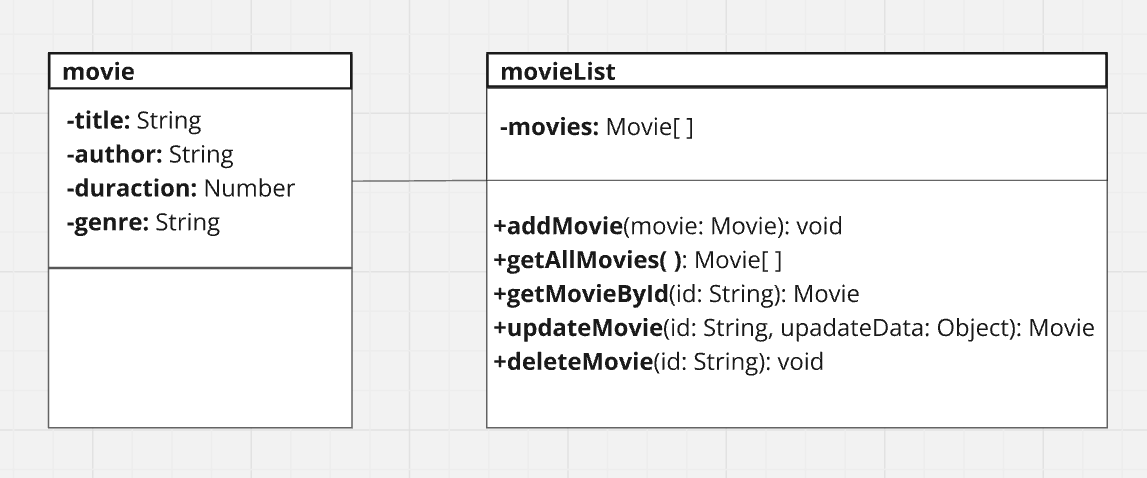 movie
-title: String
-author: String
-duraction: Number
-genre: String
movieList
-movies: Movie[ ]
+addMovie(movie: Movie): void
+getAllMovies( ): Movie[ ]
+getMovieById(id: String): Movie
+updateMovie(id: String, upadateData: Object): Movie
+deleteMovie(id: String): void